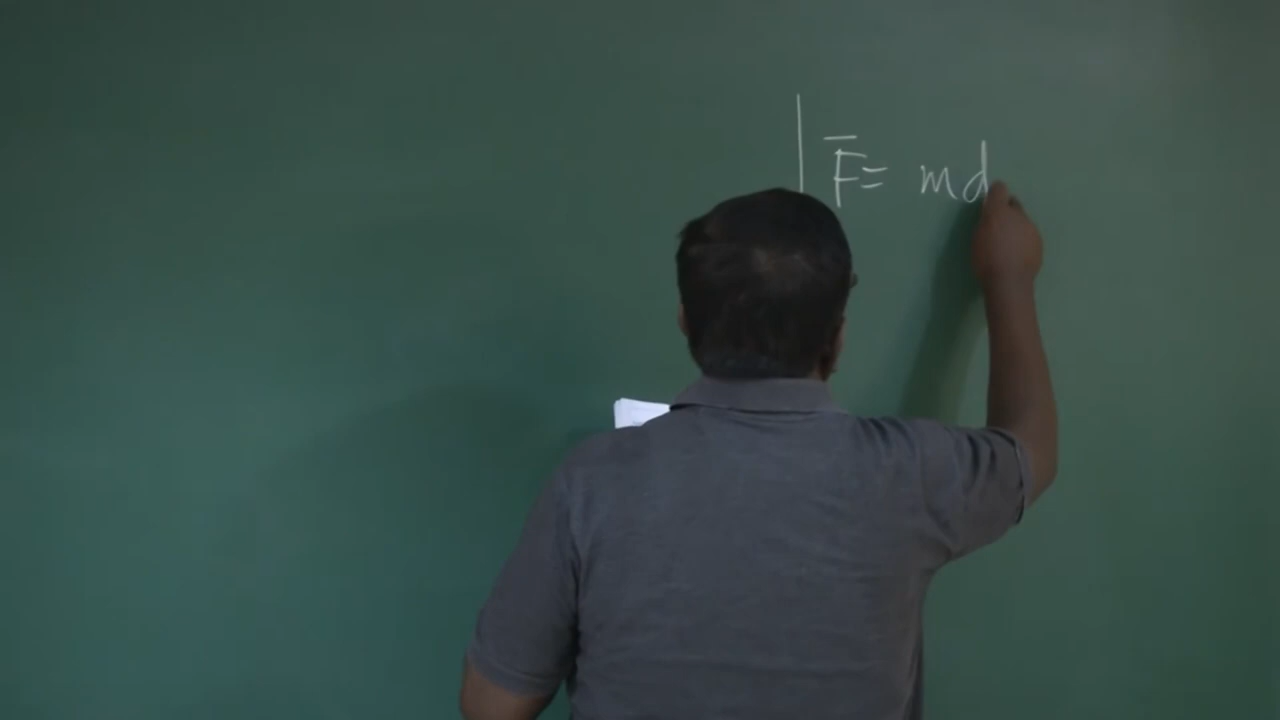 F̅ = md